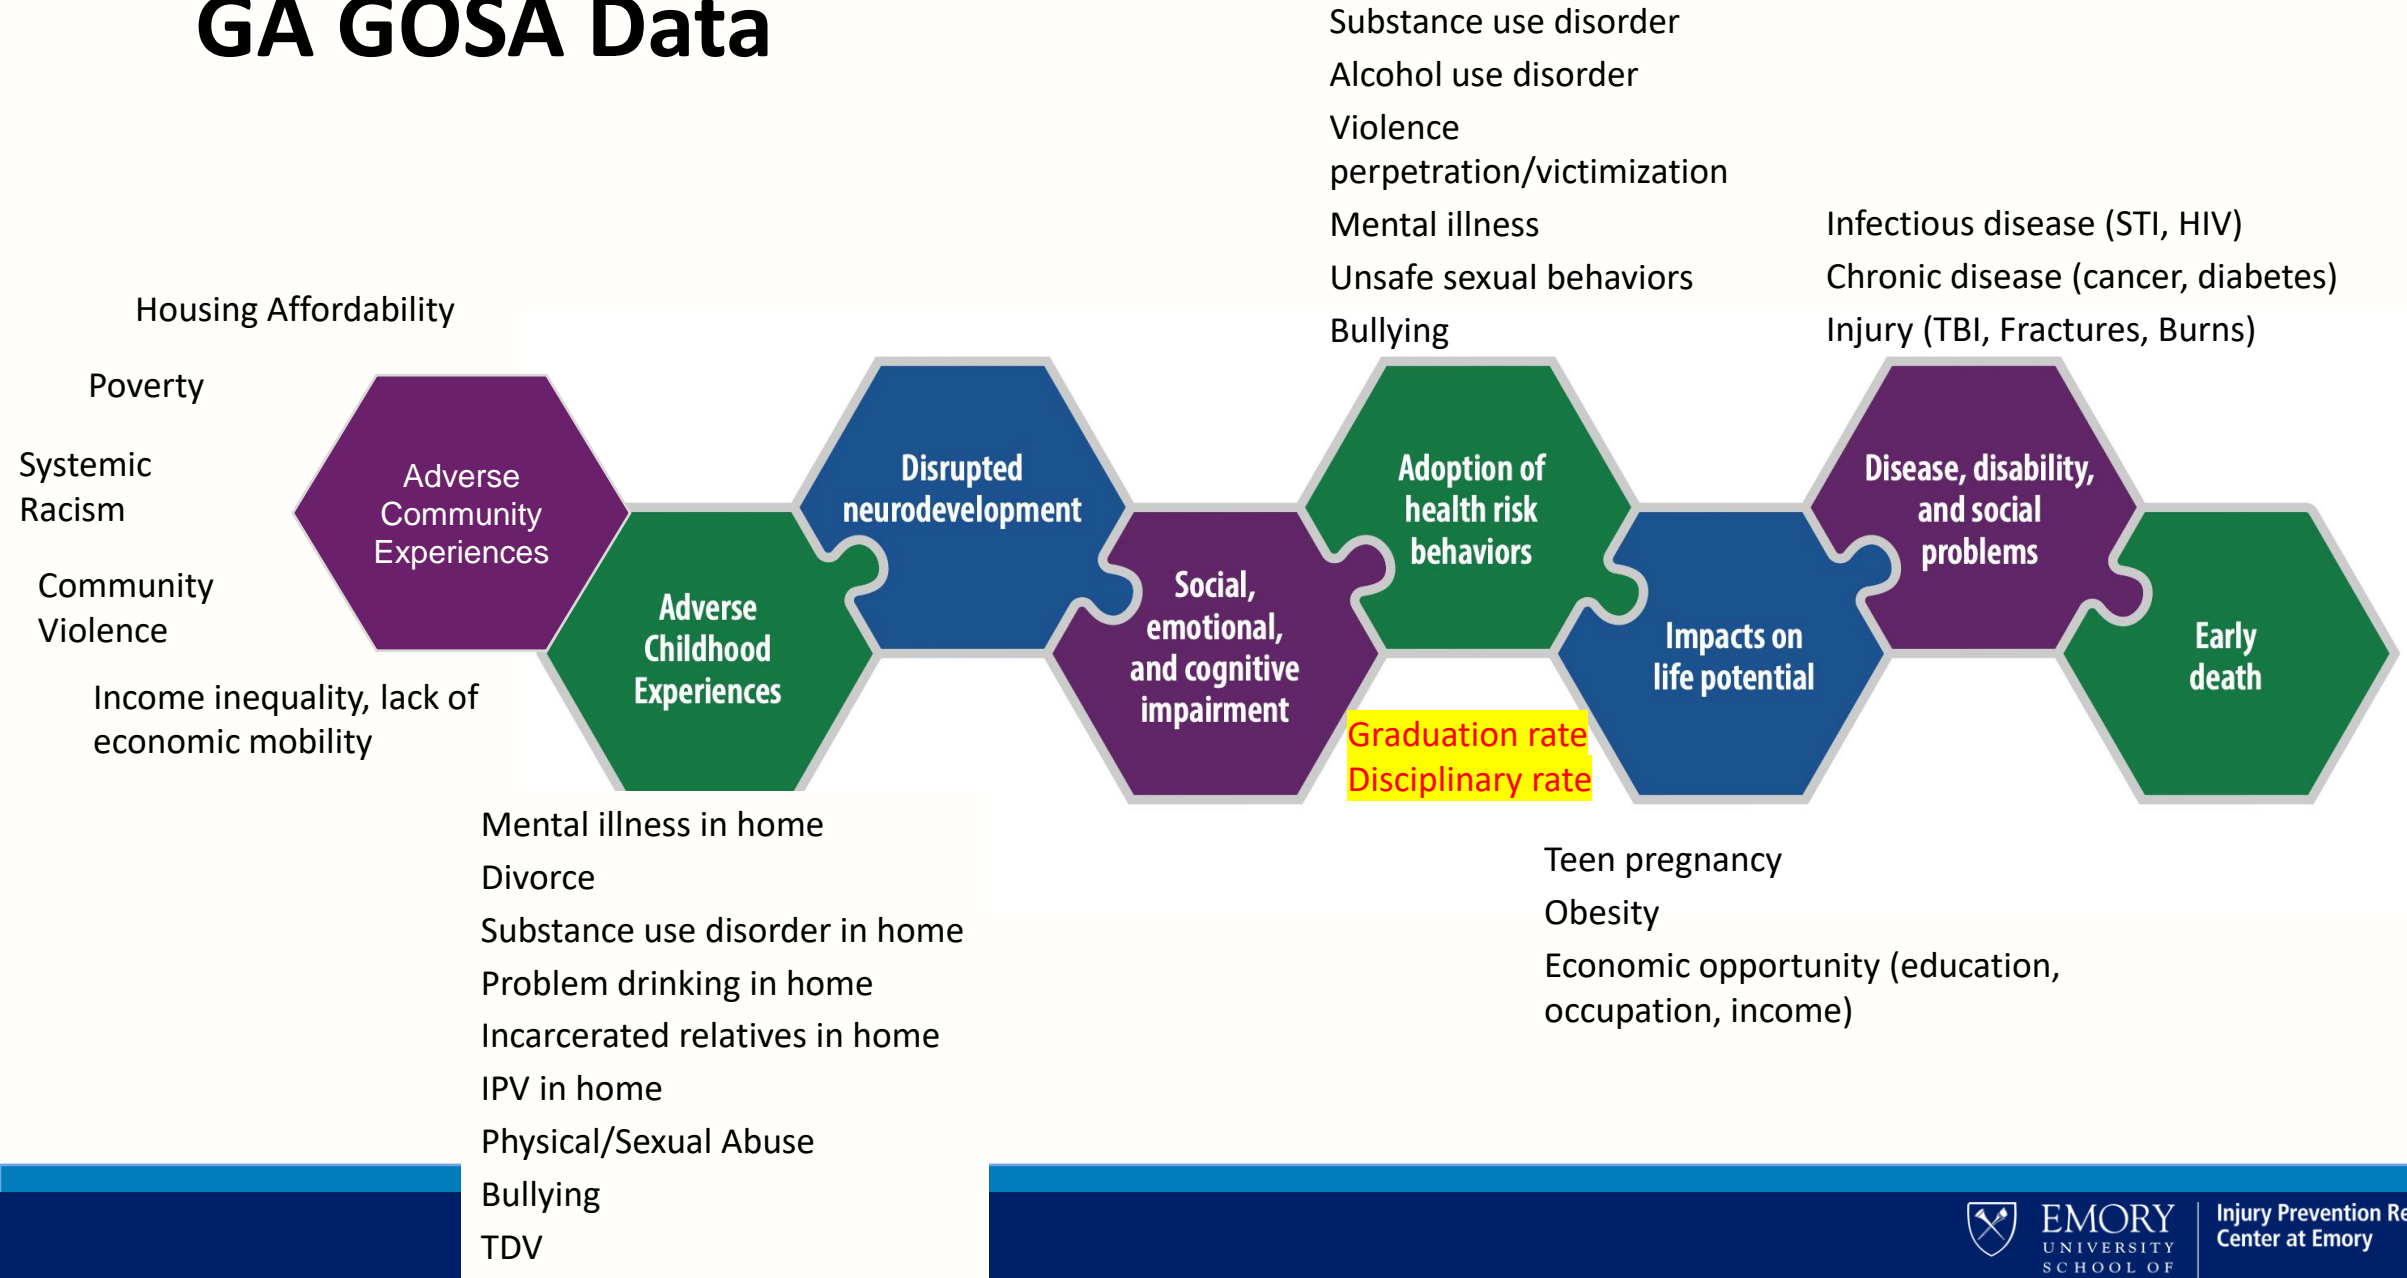 GA GOSA Data
Substance use disorder
Alcohol use disorder
Violence
perpetration/victimization
Mental illness
Unsafe sexual behaviors
Bullying
Infectious disease (STI, HIV)
Chronic disease (cancer, diabetes)
Injury (TBI, Fractures, Burns)
Housing Affordability
Poverty
Systemic
Racism
Community
Violence
Income inequality, lack of
economic mobility
Adverse
Community
Experiences
Adverse
Childhood
Experiences
Disrupted
neurodevelopment
Social,
emotional,
and cognitive
impairment
Adoption of
health risk
behaviors
Impacts on
life potential
Disease, disability,
and social
problems
Early
death
Graduation rate
Disciplinary rate
Mental illness in home
Divorce
Substance use disorder in home
Problem drinking in home
Incarcerated relatives in home
IPV in home
Physical/Sexual Abuse
Bullying
TDV
Teen pregnancy
Obesity
Economic opportunity (education,
occupation, income)
EMORY
UNIVERSITY
SCHOOL OF
Injury Prevention Re
Center at Emory